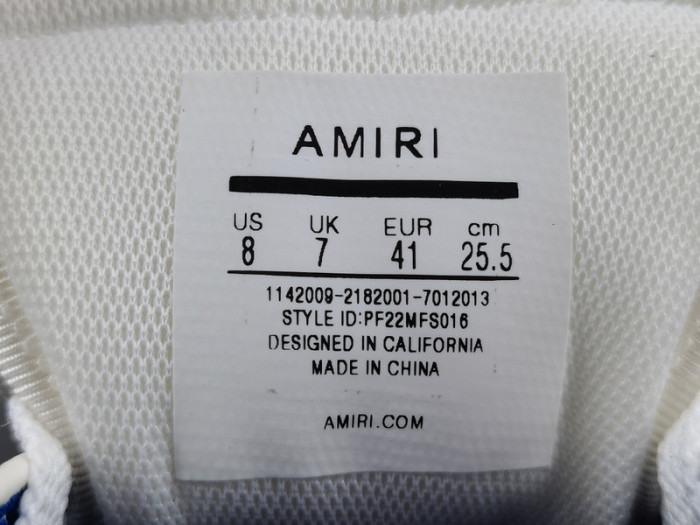 AMIRI
US UK EUR cm
8 7 41 25.5
1142009-2182001-7012013
STYLE ID:PF22MFS016
DESIGNED IN CALIFORNIA
MADE IN CHINA
AMIRI.COM